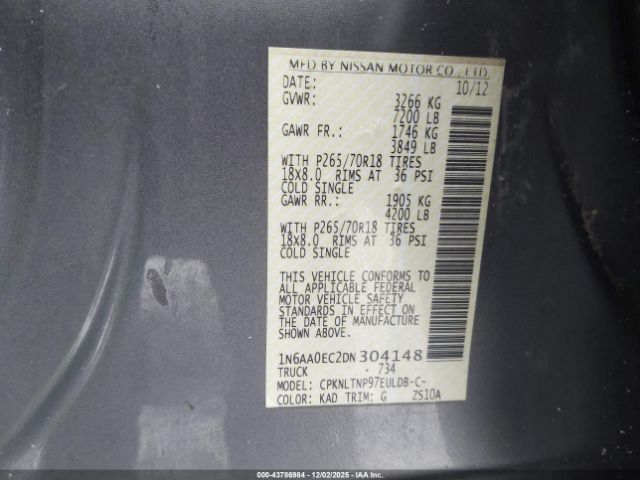 MFD BY NISSAN MOTOR CO., LTD.
DATE: 10/12
GVWR: 3266 KG
7200 LB
GAWR FR.: 1746 KG
3849 LB
WITH P265/70R18 TIRES
18x8.0 RIMS AT 36 PSI
COLD SINGLE
GAWR RR.: 1905 KG
4200 LB
WITH P265/70R18 TIRES
18x8.0 RIMS AT 36 PSI
COLD SINGLE
THIS VEHICLE CONFORMS TO
ALL APPLICABLE FEDERAL
MOTOR VEHICLE SAFETY
STANDARDS IN EFFECT ON
THE DATE OF MANUFACTURE
SHOWN ABOVE.
1N6AA0EC2DN304148
TRUCK - 734
MODEL: CPKNLTNP97EULDB-C-
COLOR: KAD TRIM: G 2S10A
000-43786984 | 12/02/2025 - IAAI.COM